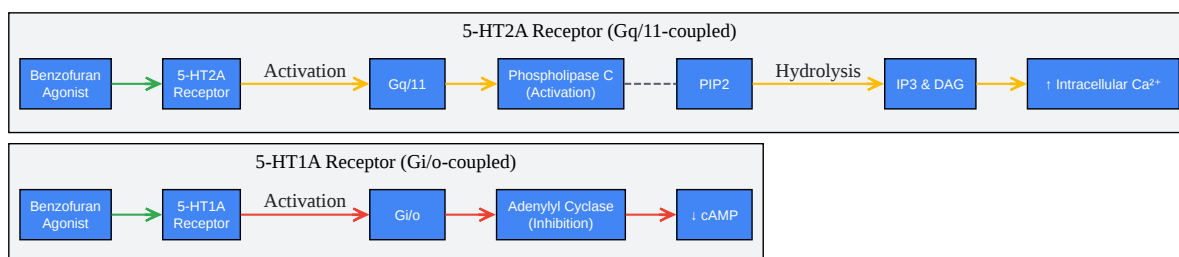 5-HT2A Receptor (Gq/11-coupled)
Benzofuran
Agonist
5-HT2A
Receptor
Activation
Gq/11
Phospholipase C
(Activation)
PIP2
Hydrolysis
IP3 & DAG
↑ Intracellular Ca²⁺
5-HT1A Receptor (Gi/o-coupled)
Benzofuran
Agonist
5-HT1A
Receptor
Activation
Gi/o
Adenylyl Cyclase
(Inhibition)
↓ cAMP